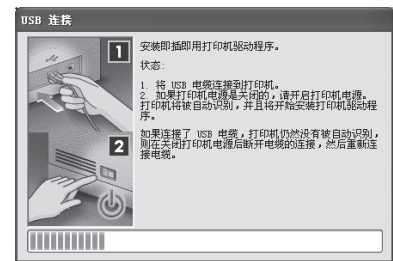 USB 连接
1
安装即插即用打印机驱动程序。
状态:
1. 将 USB 电缆连接到打印机。
2. 如果打印机电源是关闭的，请开启打印机电源。
打印机将被自动识别，并且将开始安装打印机驱动程
序。
2
如果连接了 USB 电缆，打印机仍然没有被自动识别，
则在关闭打印机电源后断开电缆的连接，然后重新连
接电缆。